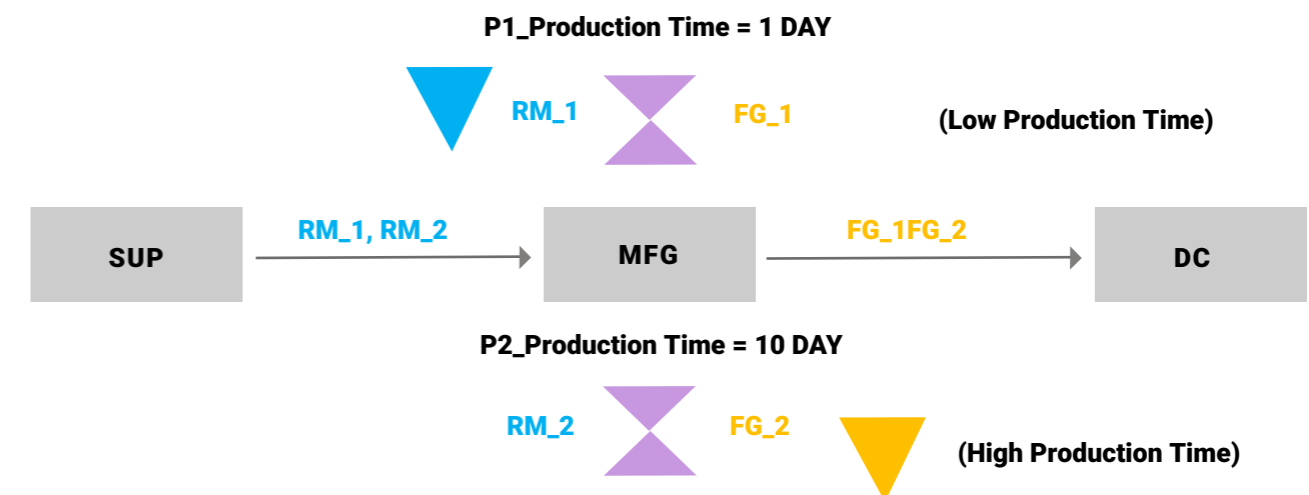 P1_Production Time = 1 DAY
RM_1
FG_1
(Low Production Time)
SUP
RM_1, RM_2
MFG
FG_1FG_2
DC
P2_Production Time = 10 DAY
RM_2
FG_2
(High Production Time)